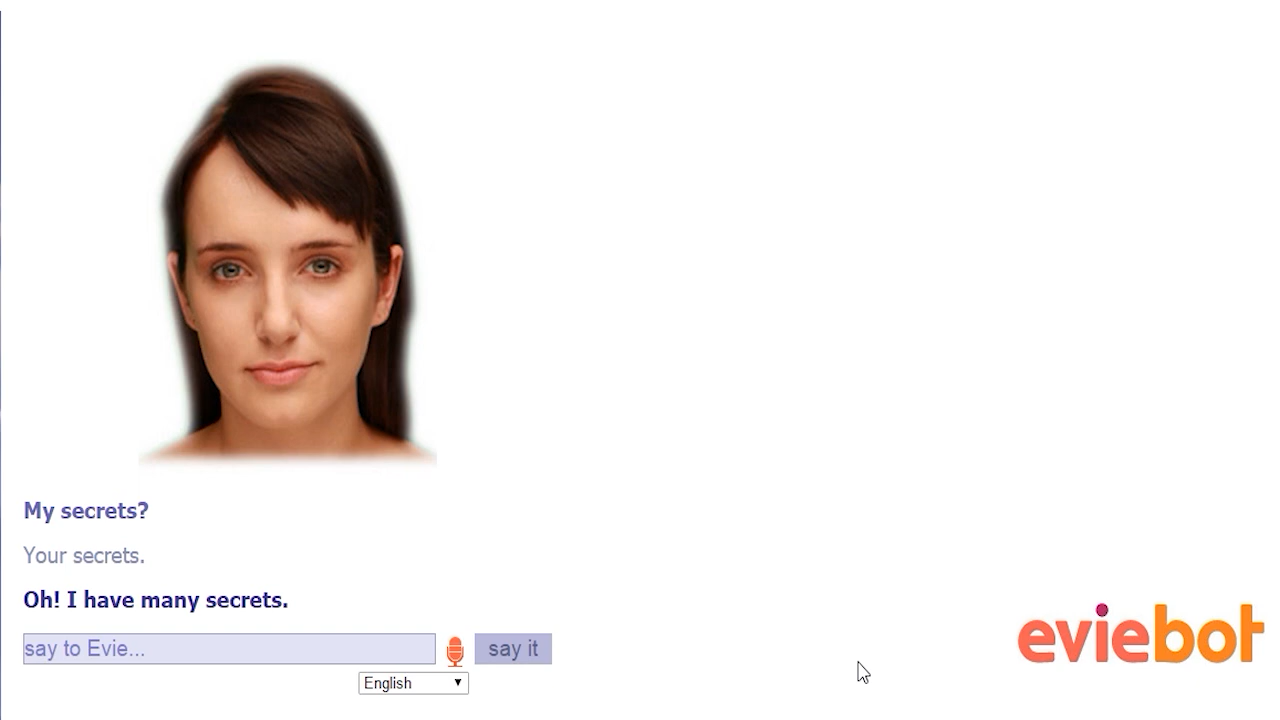 My secrets?
Your secrets.
Oh! I have many secrets.
say to Evie...
say it
English
eviebot